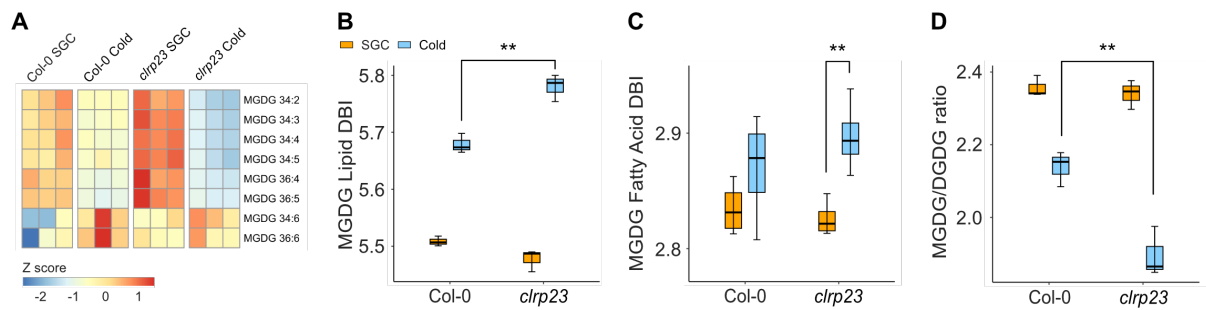 A
Col-0 SGC
Col-0 Cold
clrp23 SGC
clrp23 Cold
MGDG 34:2
MGDG 34:3
MGDG 34:4
MGDG 34:5
MGDG 36:4
MGDG 36:5
MGDG 34:6
MGDG 36:6
Z score
-2 -1 0 1
B
SGC Cold
**
MGDG Lipid DBI
5.8
5.7
5.6
5.5
Col-0 clrp23
C
**
MGDG Fatty Acid DBI
2.9
2.8
Col-0 clrp23
D
**
MGDG/DGDG ratio
2.4
2.2
2.0
Col-0 clrp23